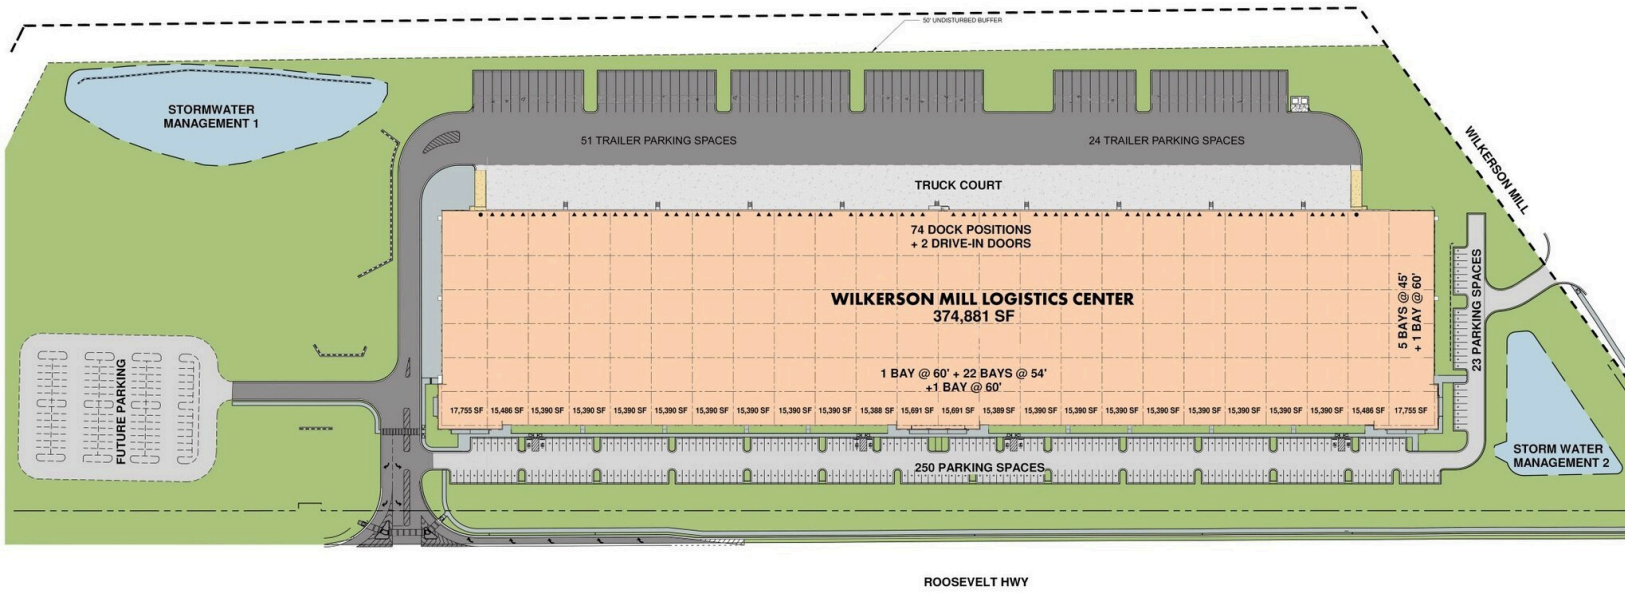 50' UNDISTURBED BUFFER
STORMWATER
MANAGEMENT 1
51 TRAILER PARKING SPACES
24 TRAILER PARKING SPACES
WILKERSON MILL
TRUCK COURT
74 DOCK POSITIONS
+ 2 DRIVE-IN DOORS
WILKERSON MILL LOGISTICS CENTER
374,881 SF
5 BAYS @ 45'
+ 1 BAY @ 60'
23 PARKING SPACES
FUTURE PARKING
1 BAY @ 60' + 22 BAYS @ 54'
+1 BAY @ 60'
17,755 SF 15,486 SF 15,390 SF 15,390 SF 15,390 SF 15,390 SF 15,390 SF 15,390 SF 15,390 SF 15,390 SF 15,388 SF 15,691 SF 15,691 SF 15,389 SF 15,390 SF 15,390 SF 15,390 SF 15,390 SF 15,390 SF 15,390 SF 15,390 SF 15,390 SF 15,486 SF 17,755 SF
250 PARKING SPACES
STORM WATER
MANAGEMENT 2
ROOSEVELT HWY